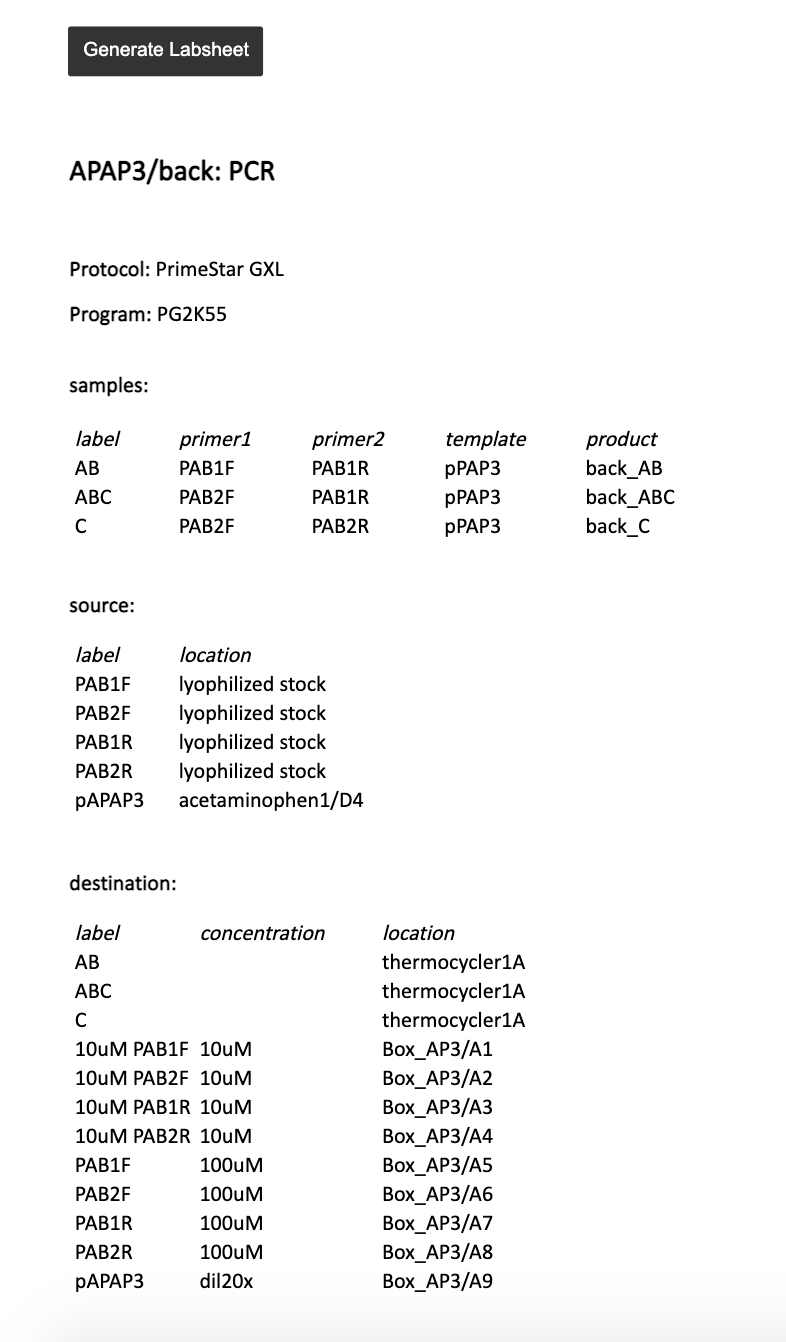 Generate Labsheet
APAP3/back: PCR
Protocol: PrimeStar GXL
Program: PG2K55
samples:
label primer1 primer2 template product
AB PAB1F PAB1R pPAP3 back_AB
ABC PAB2F PAB1R pPAP3 back_ABC
C PAB2F PAB2R pPAP3 back_C
source:
label location
PAB1F lyophilized stock
PAB2F lyophilized stock
PAB1R lyophilized stock
PAB2R lyophilized stock
pAPAP3 acetaminophen1/D4
destination:
label concentration location
AB thermocycler1A
ABC thermocycler1A
C thermocycler1A
10uM PAB1F 10uM Box_AP3/A1
10uM PAB2F 10uM Box_AP3/A2
10uM PAB1R 10uM Box_AP3/A3
10uM PAB2R 10uM Box_AP3/A4
PAB1F 100uM Box_AP3/A5
PAB2F 100uM Box_AP3/A6
PAB1R 100uM Box_AP3/A7
PAB2R 100uM Box_AP3/A8
pAPAP3 dil20x Box_AP3/A9